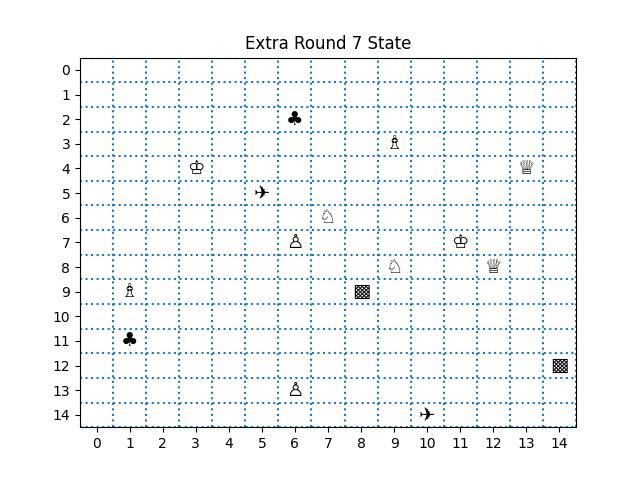 Extra Round 7 State
0
1
2 ♣
3 ♗
4 ♔ ♕
5 ✈
6 ♘
7 ♙ ♔
8 ♘ ♕
9 ♗ ▩
10
11 ♣
12 ▩
13 ♙
14 ✈
0 1 2 3 4 5 6 7 8 9 10 11 12 13 14